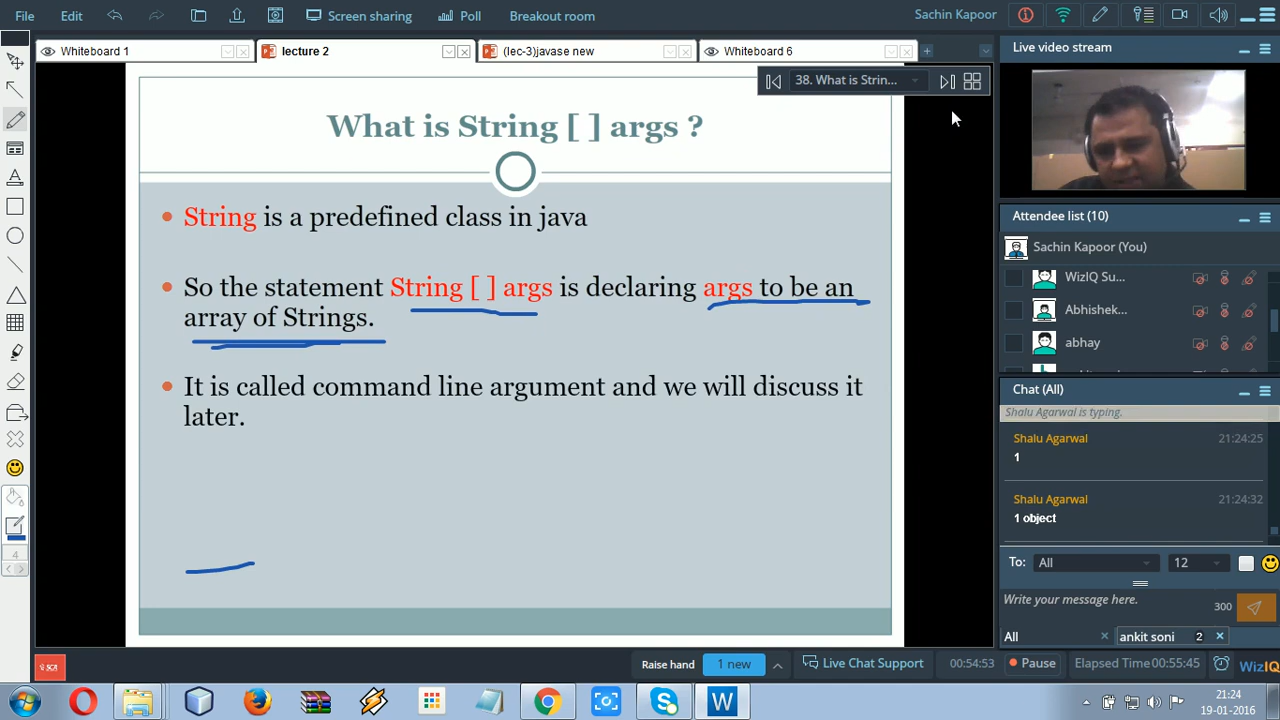 File Edit Screen sharing Poll Breakout room Sachin Kapoor
Whiteboard 1 lecture 2 (lec-3)javase new Whiteboard 6
Live video stream
38. What is Strin...
What is String [ ] args ?
String is a predefined class in java
So the statement String [ ] args is declaring args to be an
array of Strings.
It is called command line argument and we will discuss it
later.
4
Attendee list (10)
Sachin Kapoor (You)
WizIQ Su...
Abhishek...
abhay
Chat (All)
Shalu Agarwal is typing.
Shalu Agarwal 21:24:25
1
Shalu Agarwal 21:24:32
1 object
To: All 12
Write your message here. 300
All ankit soni 2
Raise hand 1 new Live Chat Support 00:54:53 Pause Elapsed Time 00:55:45 WizIQ
21:24
19-01-2016